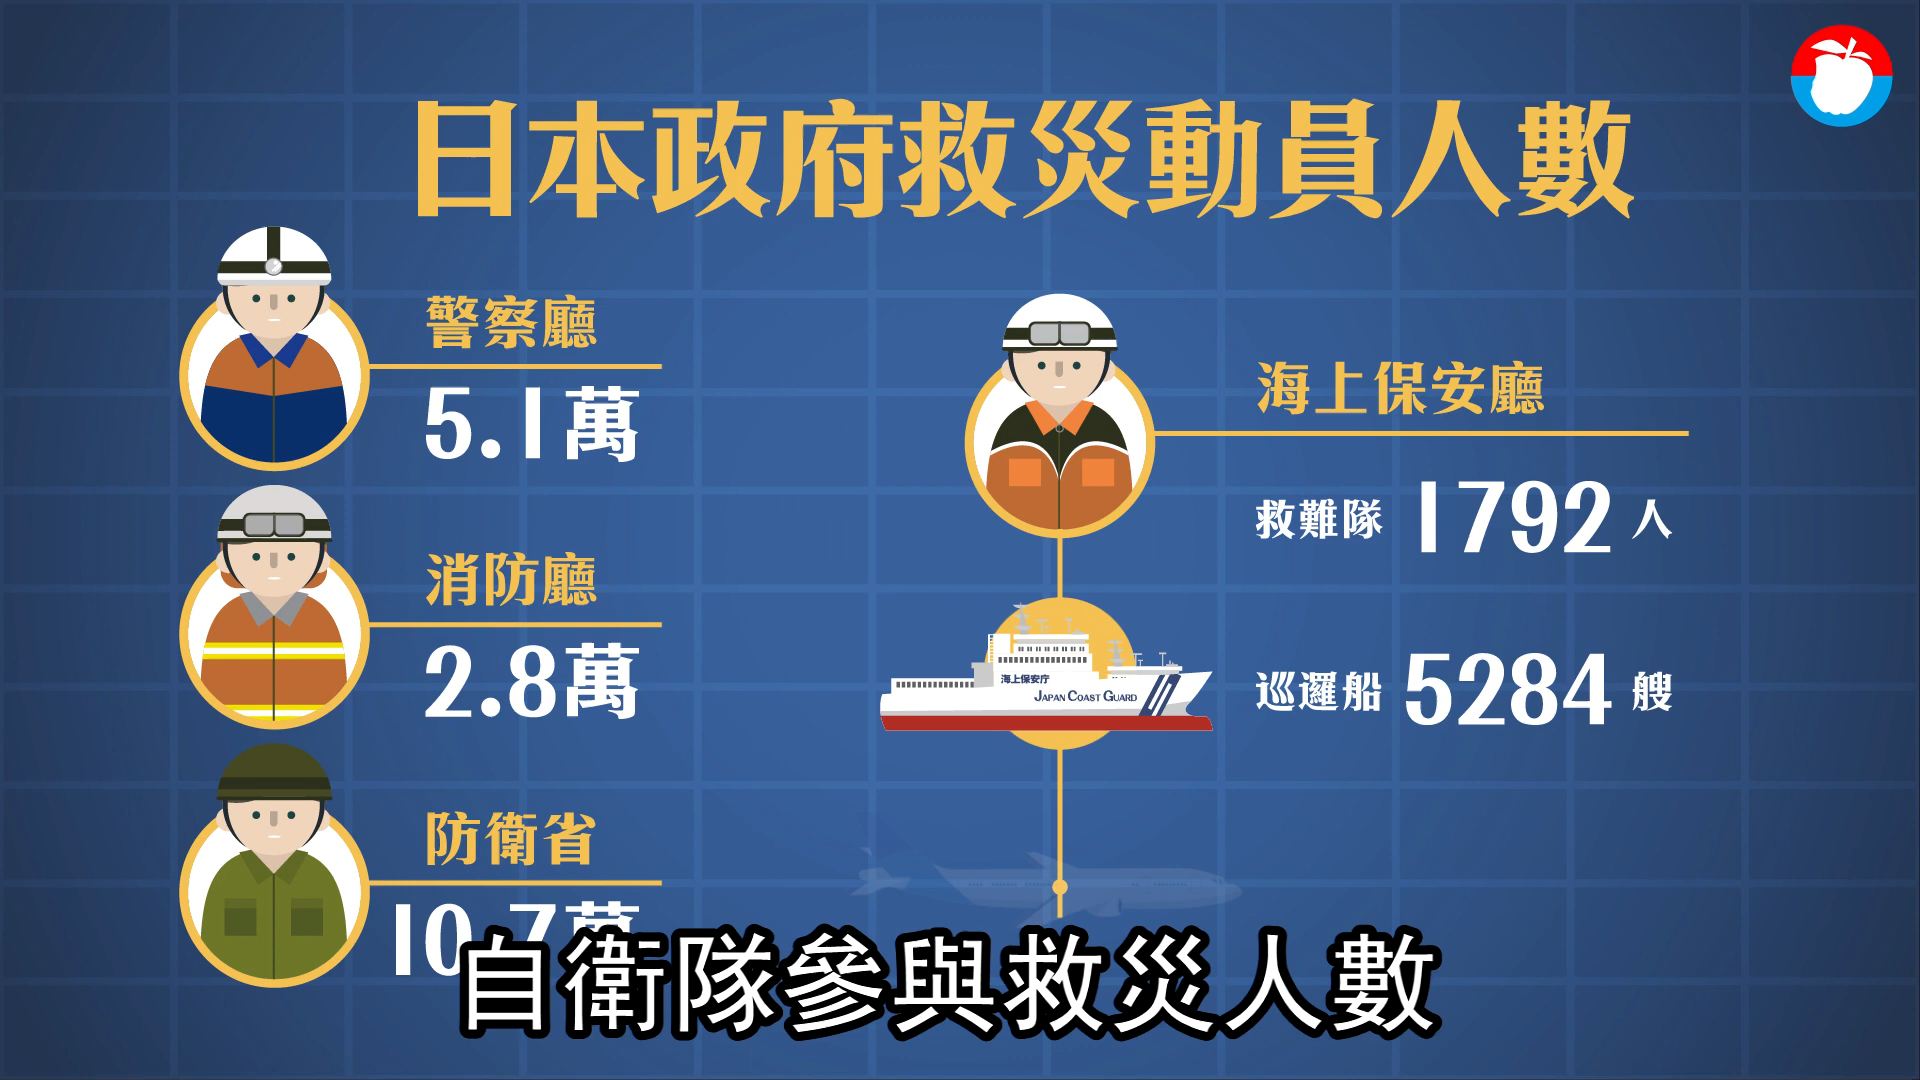 日本政府救災動員人數
警察廳
5.1萬
消防廳
2.8萬
防衛省
10.7萬
海上保安廳
救難隊 1792 人
海上保安庁
JAPAN COAST GUARD
巡邏船 5284 艘
自衛隊參與救災人數